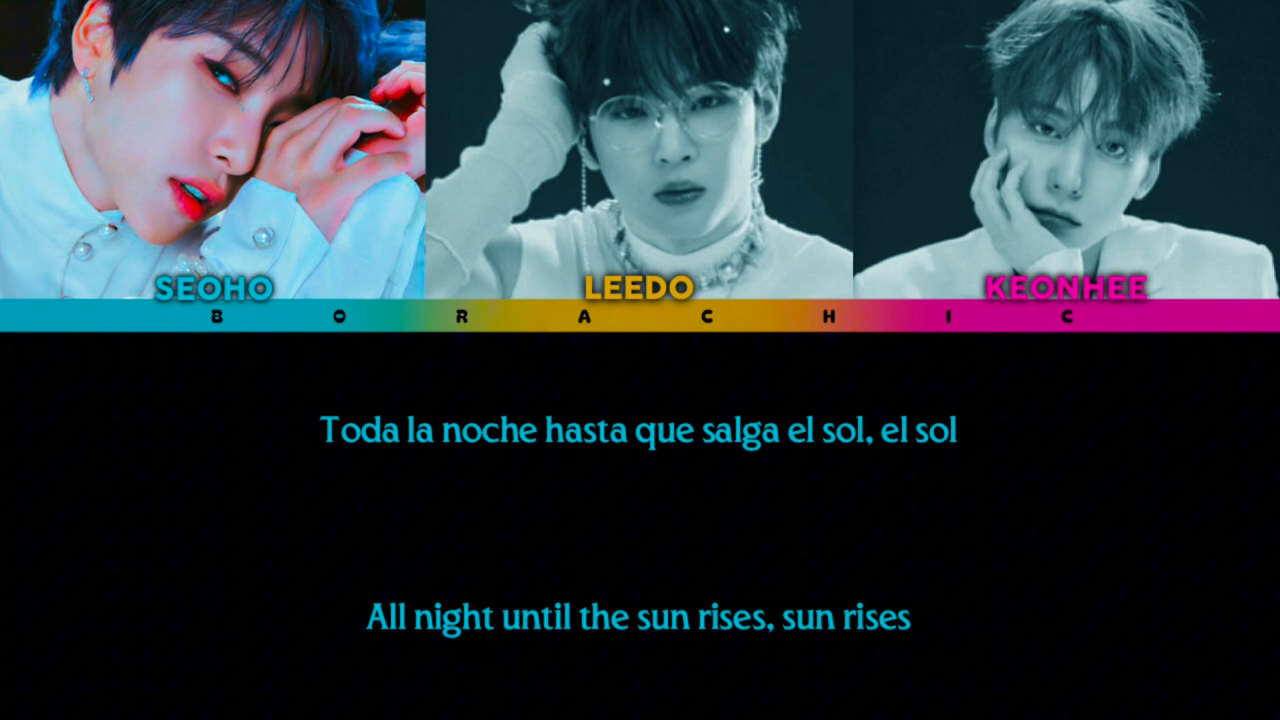 SEOHO LEEDO KEONHEE
B O R A C H I C
Toda la noche hasta que salga el sol, el sol
All night until the sun rises, sun rises